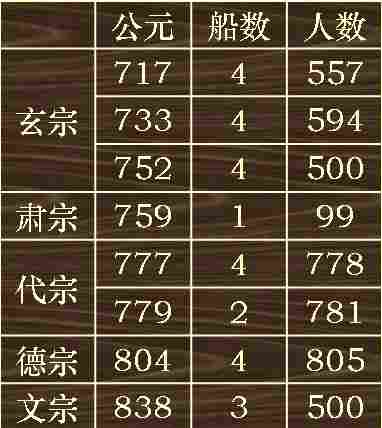 公元 船数 人数
玄宗 717 4 557
733 4 594
752 4 500
肃宗 759 1 99
代宗 777 4 778
779 2 781
德宗 804 4 805
文宗 838 3 500